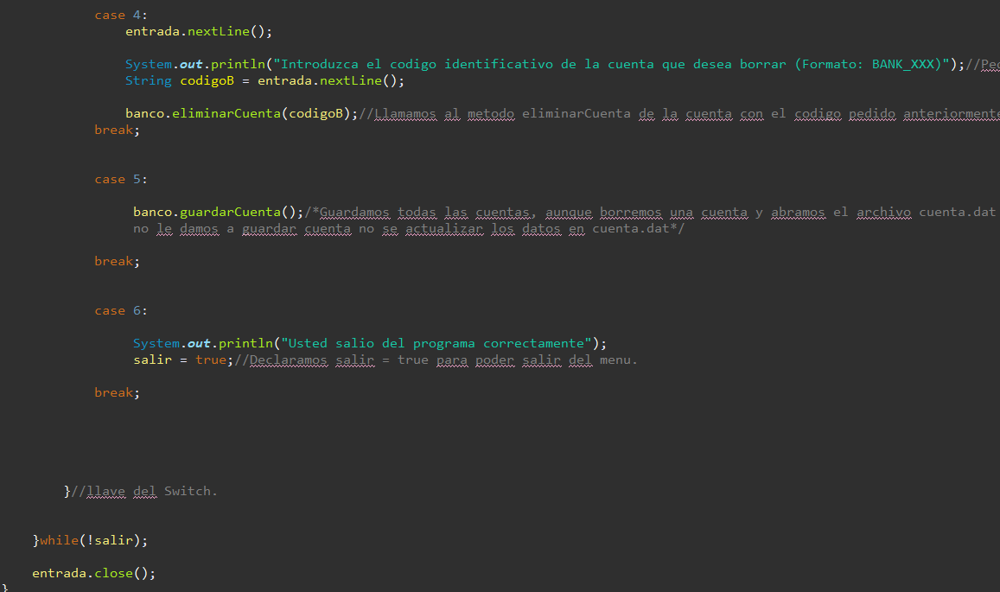 case 4:
entrada.nextLine();
System.out.println("Introduzca el codigo identificativo de la cuenta que desea borrar (Formato: BANK_XXX)");//Pec
String codigoB = entrada.nextLine();
banco.eliminarCuenta(codigoB);//Llamamos al metodo eliminarCuenta de la cuenta con el codigo pedido anteriormente
break;
case 5:
banco.guardarCuenta();/*Guardamos todas las cuentas, aunque borremos una cuenta y abramos el archivo cuenta.dat
no le damos a guardar cuenta no se actualizar los datos en cuenta.dat*/
break;
case 6:
System.out.println("Usted salio del programa correctamente");
salir = true;//Declaramos salir = true para poder salir del menu.
break;
}//llave del Switch.
}while(!salir);
entrada.close();
}